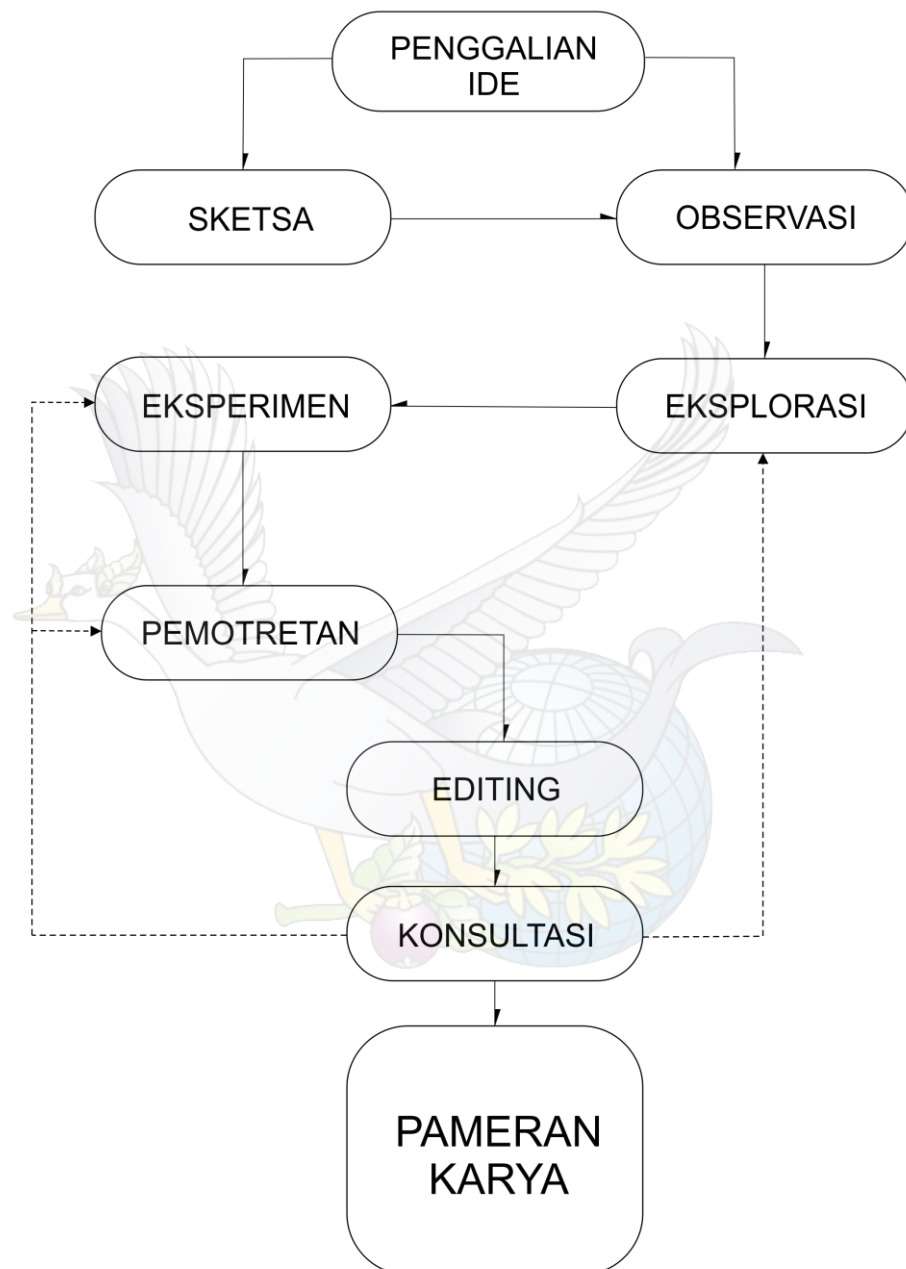 PENGGALIAN
IDE
SKETSA
OBSERVASI
EKSPERIMEN
EKSPLORASI
PEMOTRETAN
EDITING
KONSULTASI
PAMERAN
KARYA